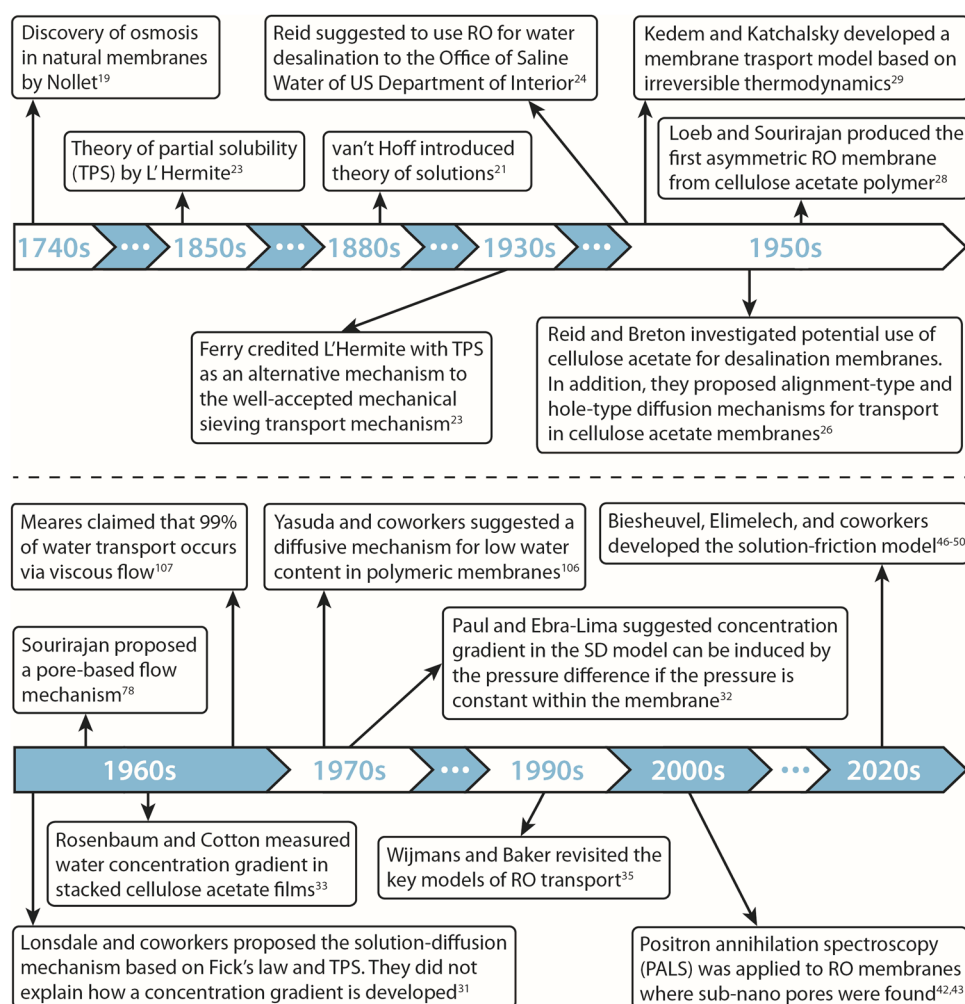 Discovery of osmosis
in natural membranes
by Nollet19
Reid suggested to use RO for water
desalination to the Office of Saline
Water of US Department of Interior24
Kedem and Katchalsky developed a
membrane trasport model based on
irreversible thermodynamics29
Theory of partial solubility
(TPS) by L' Hermite23
van't Hoff introduced
theory of solutions21
Loeb and Sourirajan produced the
first asymmetric RO membrane
from cellulose acetate polymer28
1740s ••• 1850s ••• 1880s ••• 1930s ••• 1950s
Ferry credited L'Hermite with TPS
as an alternative mechanism to
the well-accepted mechanical
sieving transport mechanism23
Reid and Breton investigated potential use of
cellulose acetate for desalination membranes.
In addition, they proposed alignment-type and
hole-type diffusion mechanisms for transport
in cellulose acetate membranes26
Meares claimed that 99%
of water transport occurs
via viscous flow107
Yasuda and coworkers suggested a
diffusive mechanism for low water
content in polymeric membranes106
Biesheuvel, Elimelech, and coworkers
developed the solution-friction model46-50
Sourirajan proposed
a pore-based flow
mechanism78
Paul and Ebra-Lima suggested concentration
gradient in the SD model can be induced by
the pressure difference if the pressure is
constant within the membrane32
1960s 1970s ••• 1990s 2000s ••• 2020s
Rosenbaum and Cotton measured
water concentration gradient in
stacked cellulose acetate films33
Wijmans and Baker revisited the
key models of RO transport35
Lonsdale and coworkers proposed the solution-diffusion
mechanism based on Fick's law and TPS. They did not
explain how a concentration gradient is developed31
Positron annihilation spectroscopy
(PALS) was applied to RO membranes
where sub-nano pores were found42,43